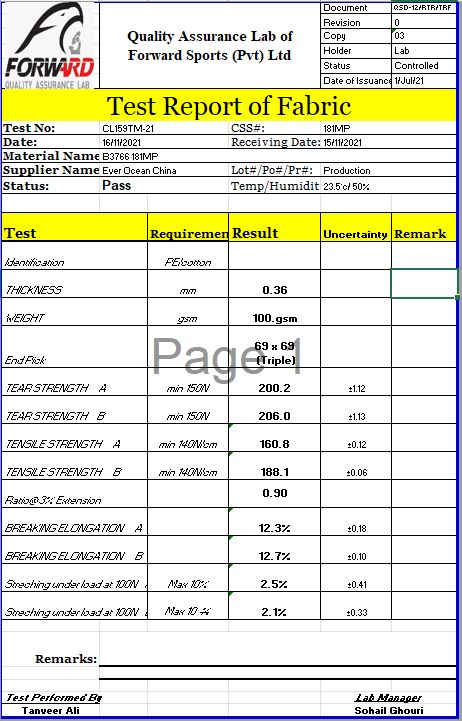 FORWARD
QUALITY ASSURANCE LAB
Quality Assurance Lab of
Forward Sports (Pvt) Ltd
Document QSD-12/RTR/TRF
Revision 0
Copy 03
Holder Lab
Status Controlled
Date of Issuance 1/Jul/21
Test Report of Fabric
Test No: CL159TM-21 CSS#: 181MP
Date: 16/11/2021 Receiving Date: 15/11/2021
Material Name B3766 181MP
Supplier Name Ever Ocean China Lot#/Po#/Pr#: Production
Status: Pass Temp/Humidit 23.5'c/ 50%
Test Requiremen Result Uncertainty Remark
Identification PE/cotton
THICKNESS mm 0.36
WEIGHT gsm 100.gsm
End Pick 69 x 69 (Triple)
Page 1
TEAR STRENGTH A min 150N 200.2 ±1.12
TEAR STRENGTH B min 150N 206.0 ±1.13
TENSILE STRENGTH A min 140N/cm 160.8 ±0.12
TENSILE STRENGTH B min 140N/cm 188.1 ±0.06
Ratio@3% Extension 0.90
BREAKING ELONGATION A 12.3% ±0.18
BREAKING ELONGATION B 12.7% ±0.10
Streching under load at 100N Max 10% 2.5% ±0.41
Streching under load at 100N Max 10 % 2.1% ±0.33
Remarks:
Test Performed By Lab Manager
Tanveer Ali Sohail Ghouri